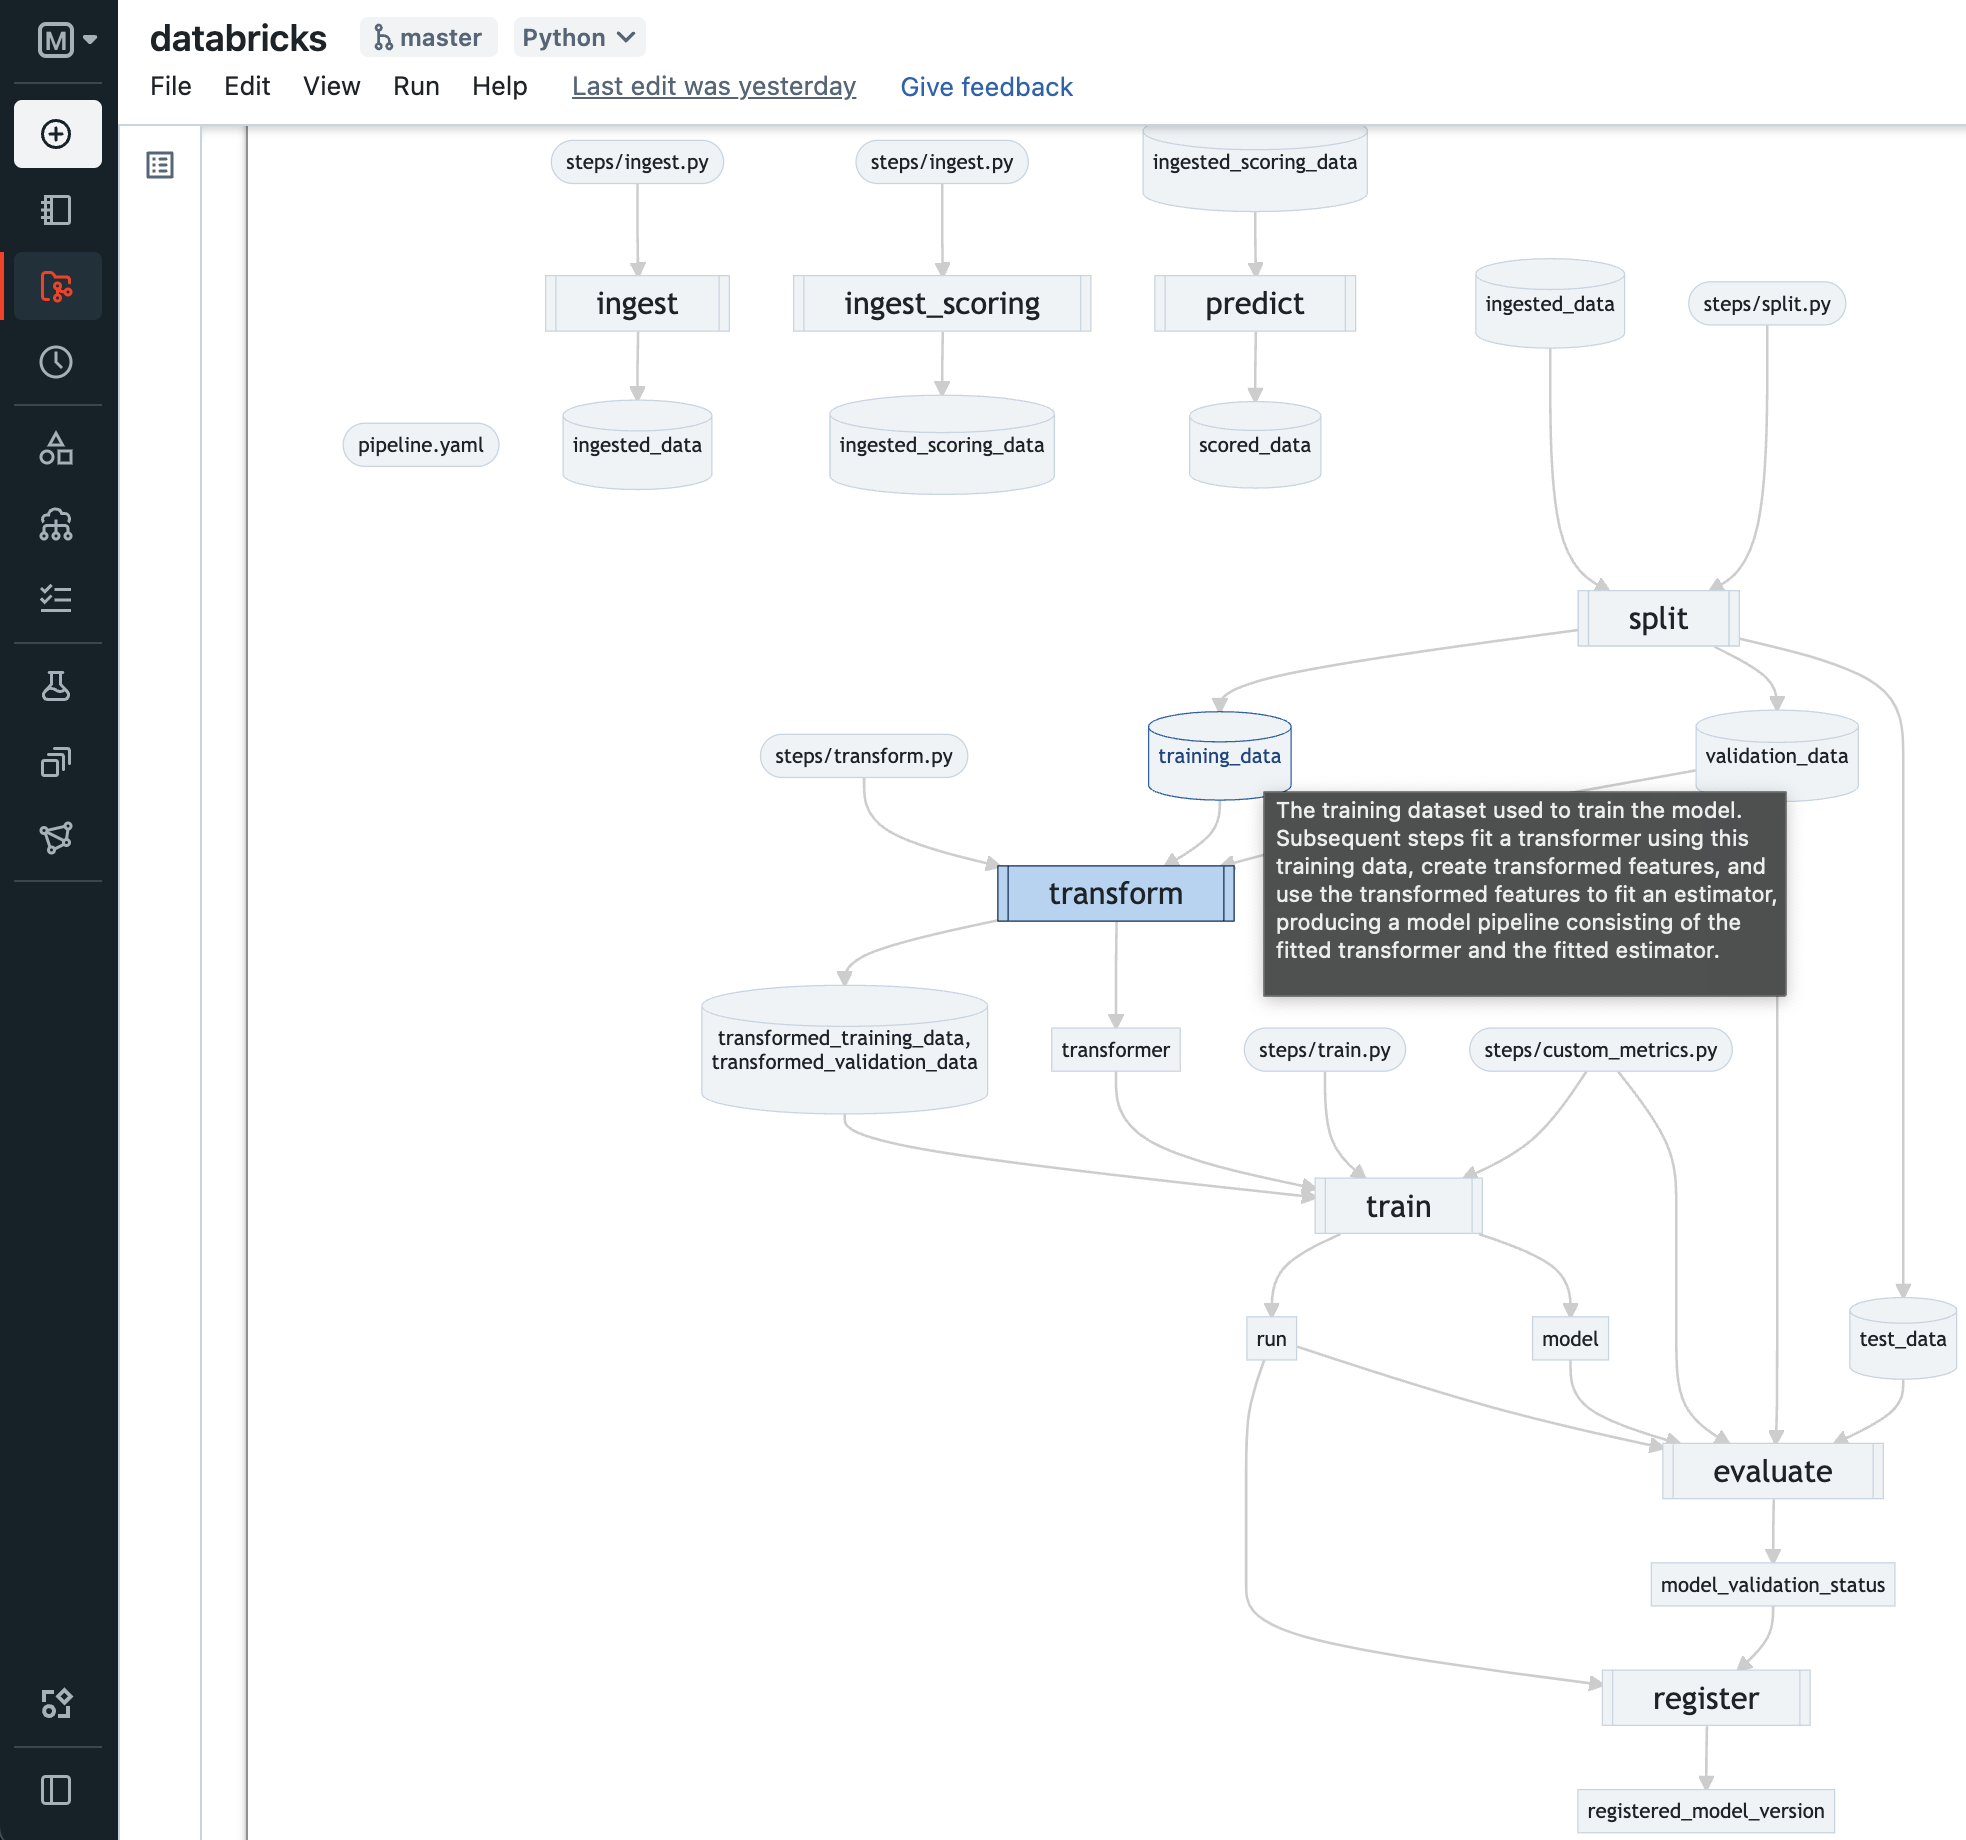 M
databricks
master
Python
File Edit View Run Help Last edit was yesterday Give feedback
steps/ingest.py
steps/ingest.py
ingested_scoring_data
ingest
ingest_scoring
predict
ingested_data
steps/split.py
pipeline.yaml
ingested_data
ingested_scoring_data
scored_data
split
steps/transform.py
training_data
validation_data
The training dataset used to train the model.
Subsequent steps fit a transformer using this
training data, create transformed features, and
use the transformed features to fit an estimator,
producing a model pipeline consisting of the
fitted transformer and the fitted estimator.
transform
transformed_training_data,
transformed_validation_data
transformer
steps/train.py
steps/custom_metrics.py
train
run
model
test_data
evaluate
model_validation_status
register
registered_model_version